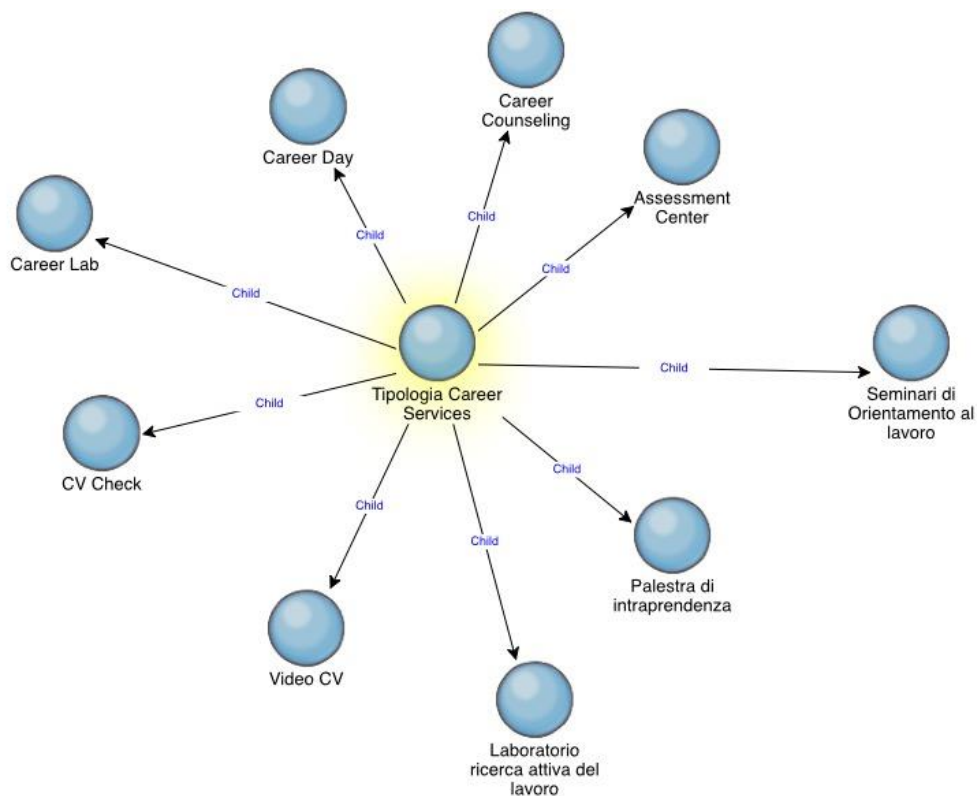 Career
Counseling
Career Day
Assessment
Center
Child
Child
Career Lab
Child
Child
Child
Seminari di
Orientamento al
lavoro
Tipologia Career
Services
Child
CV Check
Child
Child
Child
Palestra di
intraprendenza
Video CV
Laboratorio
ricerca attiva del
lavoro